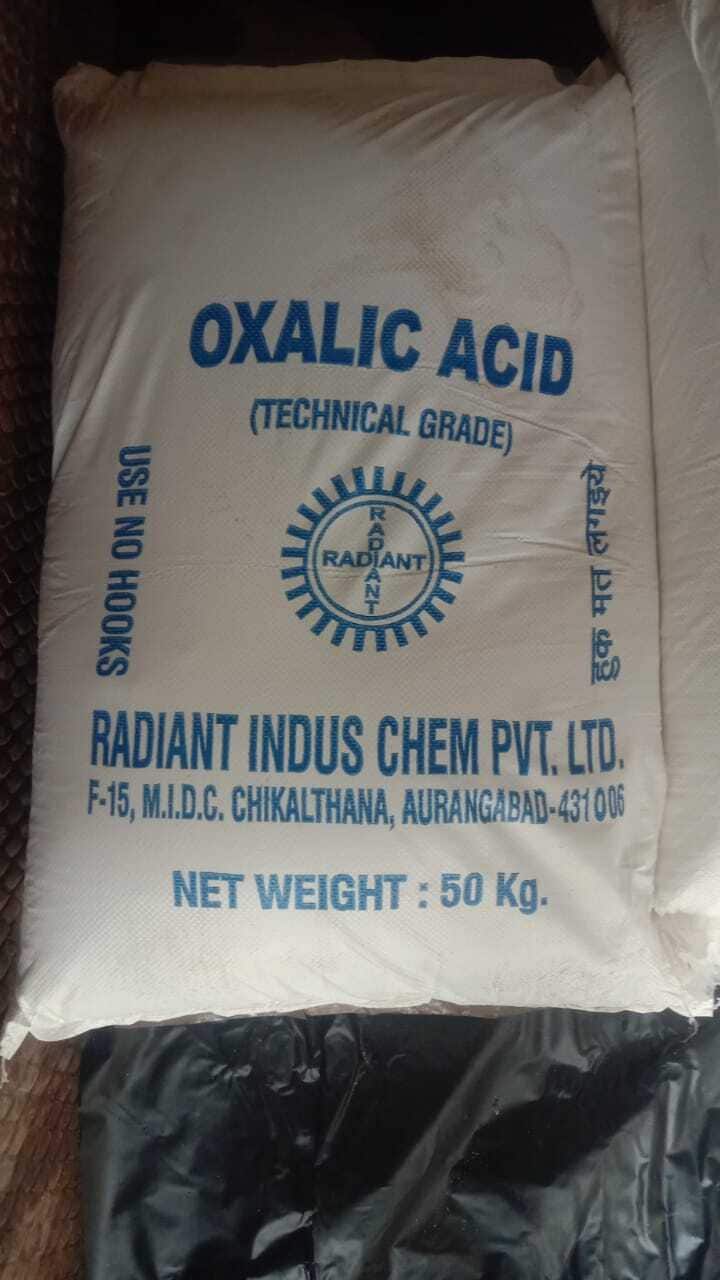 OXALIC ACID
(TECHNICAL GRADE)
USE NO HOOKS
RADIANT
RADIANT
हुक मत लगाइये
RADIANT INDUS CHEM PVT. LTD.
F-15, M.I.D.C. CHIKALTHANA, AURANGABAD-431006
NET WEIGHT : 50 Kg.